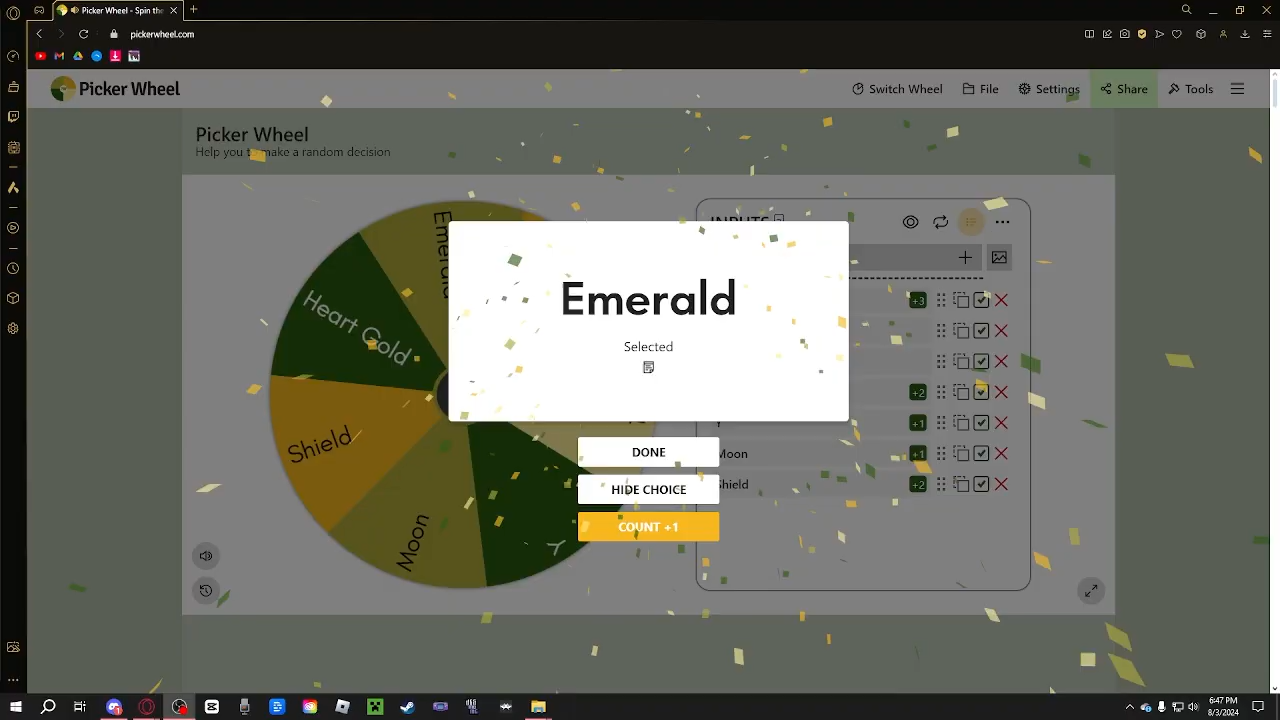 Picker Wheel - Spin the
pickerwheel.com
Picker Wheel
Switch Wheel
File
Settings
Share
Tools
Picker Wheel
Help you to make a random decision
Heart Gold
Shield
Moon
Y
Emerald
Selected
DONE
HIDE CHOICE
COUNT +1
INPUTS
+3
+2
+1
Moon
+1
Shield
+2
6:47 PM
8/3/2024